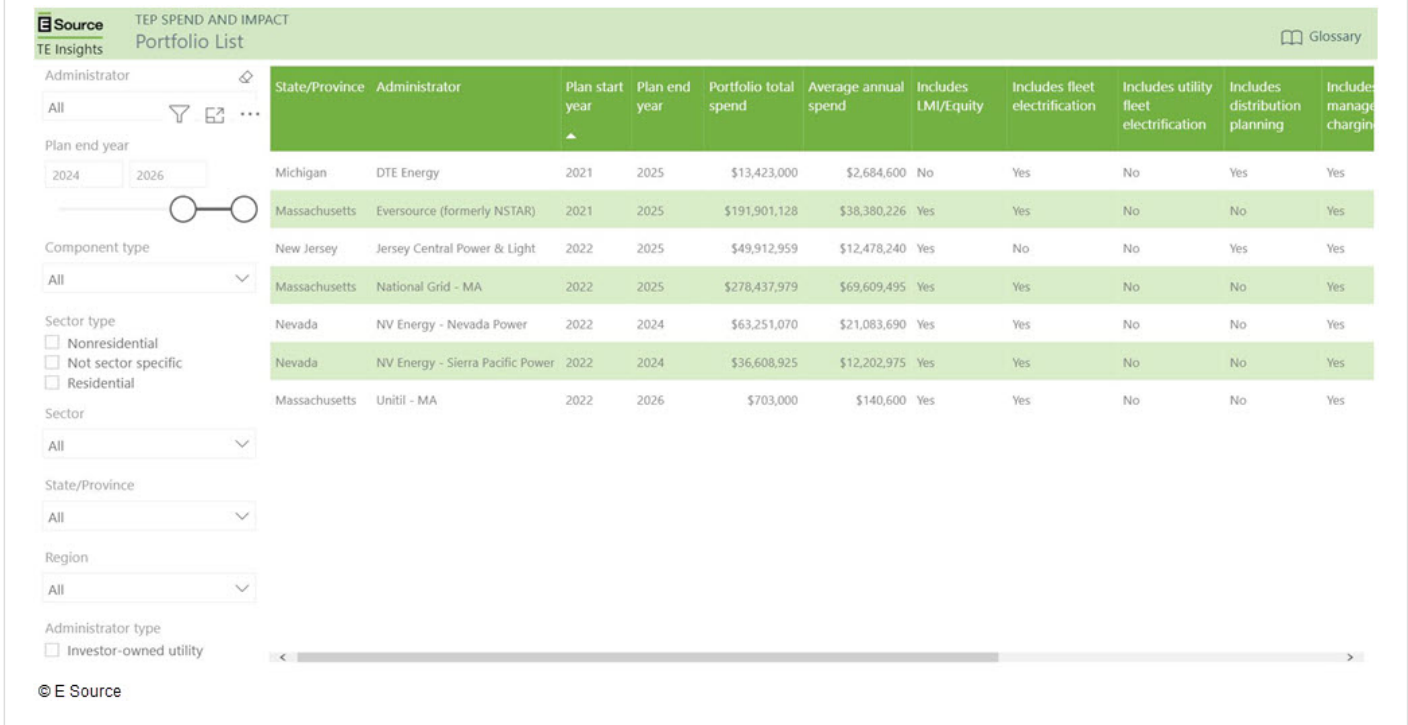 E Source
TE Insights
TEP SPEND AND IMPACT
Portfolio List
Glossary
Administrator
All
Plan end year
2024 2026
Component type
All
Sector type
Nonresidential
Not sector specific
Residential
Sector
All
State/Province
All
Region
All
Administrator type
Investor-owned utility
State/Province Administrator Plan start year Plan end year Portfolio total spend Average annual spend Includes LMI/Equity Includes fleet electrification Includes utility fleet electrification Includes distribution planning Includes manage chargin
Michigan DTE Energy 2021 2025 $13,423,000 $2,684,600 No Yes No Yes Yes
Massachusetts Eversource (formerly NSTAR) 2021 2025 $191,901,128 $38,380,226 Yes Yes No No Yes
New Jersey Jersey Central Power & Light 2022 2025 $49,912,959 $12,478,240 Yes No No Yes Yes
Massachusetts National Grid - MA 2022 2025 $278,437,979 $69,609,495 Yes Yes No No Yes
Nevada NV Energy - Nevada Power 2022 2024 $63,251,070 $21,083,690 Yes Yes No No Yes
Nevada NV Energy - Sierra Pacific Power 2022 2024 $36,608,925 $12,202,975 Yes Yes No No Yes
Massachusetts Unitil - MA 2022 2026 $703,000 $140,600 Yes Yes No No Yes
© E Source